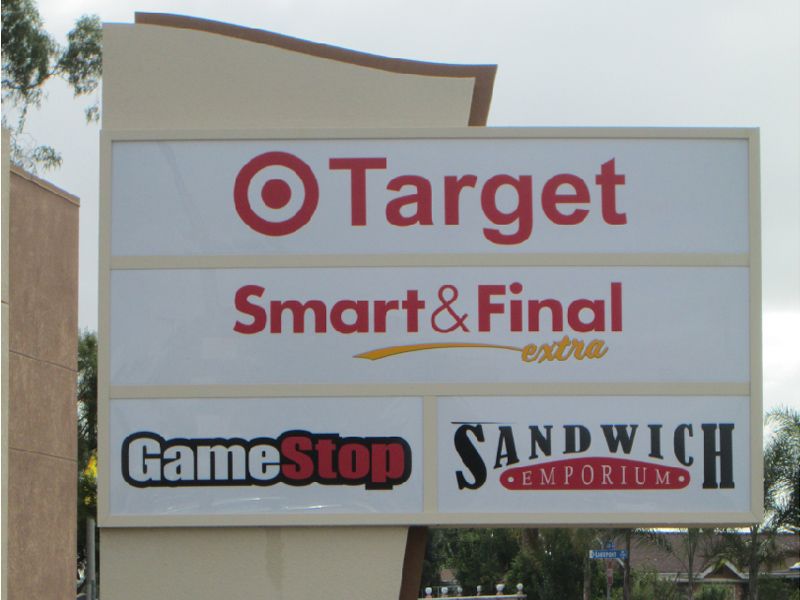 Target
Smart&Final
extra
GameStop
SANDWICH
EMPORIUM